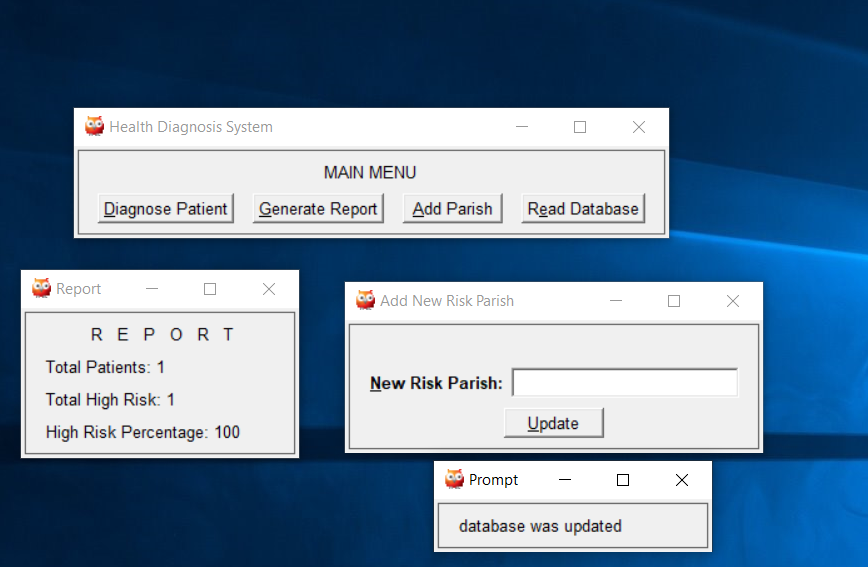 Health Diagnosis System
MAIN MENU
Diagnose Patient Generate Report Add Parish Read Database
Report
R E P O R T
Total Patients: 1
Total High Risk: 1
High Risk Percentage: 100
Add New Risk Parish
New Risk Parish:
Update
Prompt
database was updated